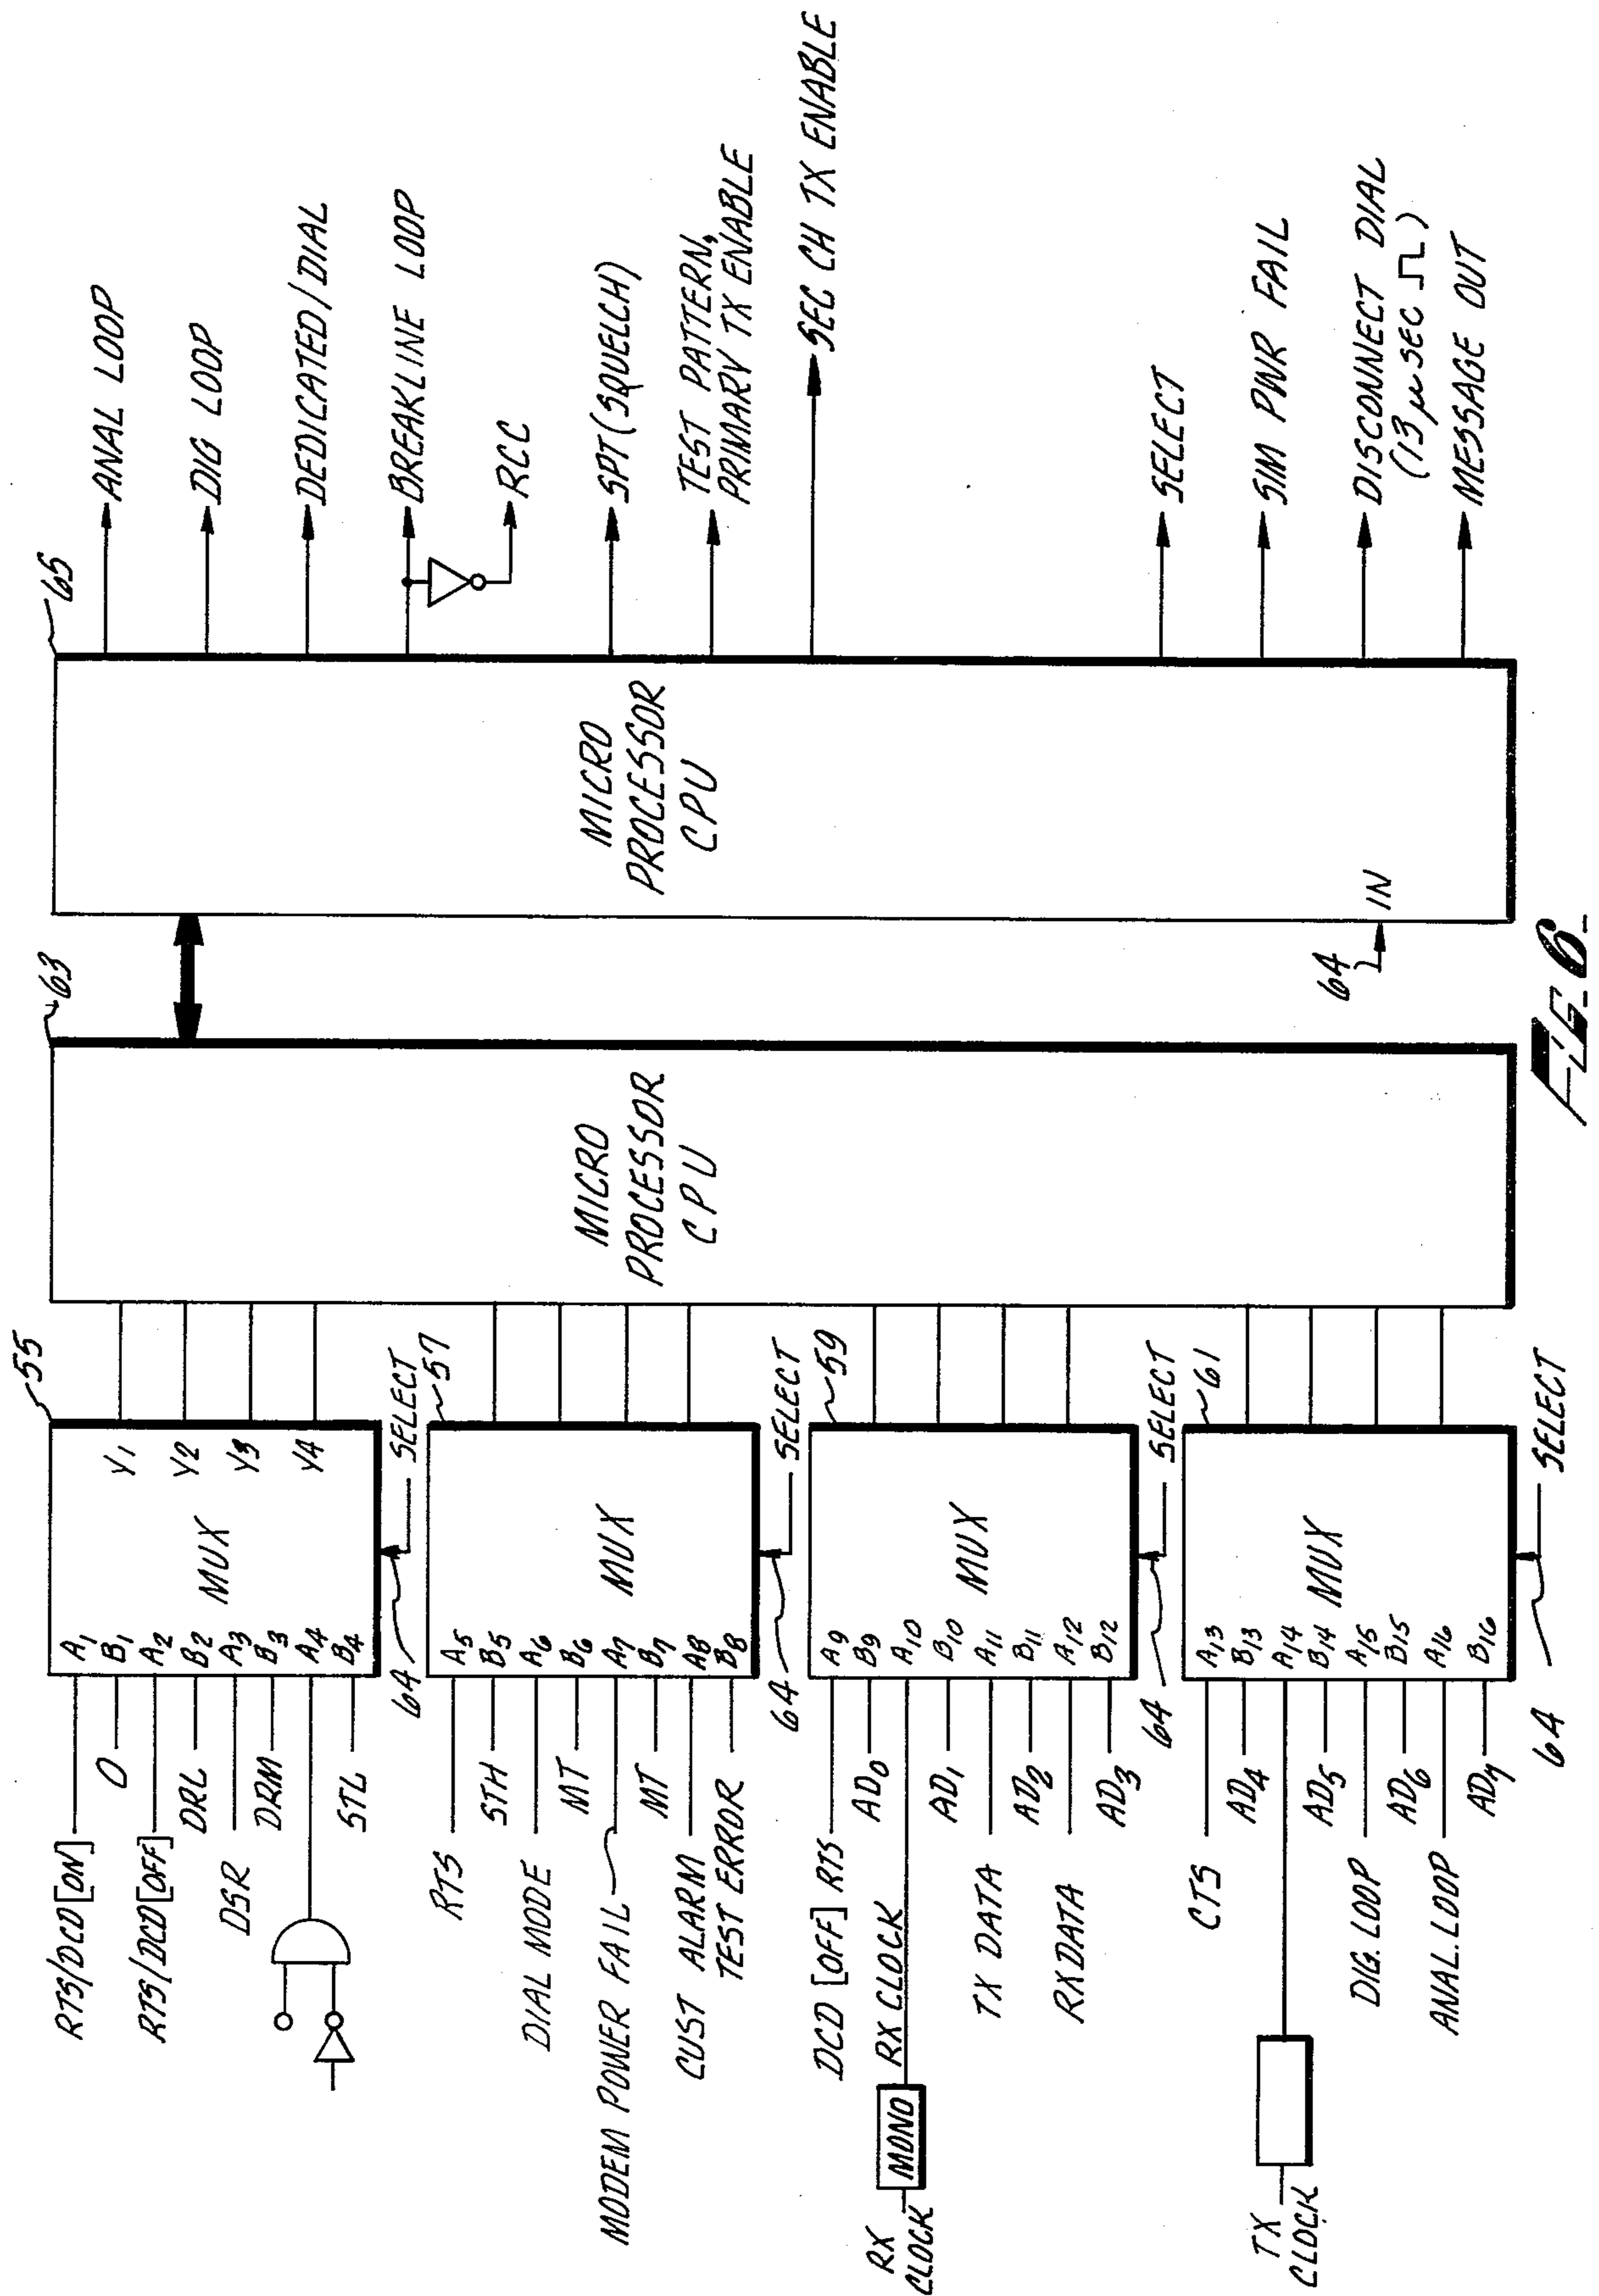 RTS/DCD[ON]
0
RTS/DCD[OFF]
DRL
DSR
DRM
STL
A1
B1
A2
B2
A3
B3
A4
B4
MUX
Y1
Y2
Y3
Y4
55
64
SELECT
RTS
STH
DIAL MODE
MT
MODEM POWER FAIL
MT
CUST ALARM
TEST ERROR
A5
B5
A6
B6
A7
B7
A8
B8
MUX
57
64
SELECT
DCD [OFF] RTS
AD0
RX
CLOCK
MONO
RX CLOCK
AD1
TX DATA
AD2
RX DATA
AD3
A9
B9
A10
B10
A11
B11
A12
B12
MUX
59
64
SELECT
CTS
AD4
TX
CLOCK
AD5
DIG. LOOP
AD6
ANAL. LOOP
AD7
A13
B13
A14
B14
A15
B15
A16
B16
MUX
61
64
SELECT
63
MICRO
PROCESSOR
CPU
65
MICRO
PROCESSOR
CPU
64
IN
ANAL LOOP
DIG LOOP
DEDICATED/DIAL
BREAKLINE LOOP
RCC
SPT (SQUELCH)
TEST PATTERN,
PRIMARY TX ENABLE
SEC CH TX ENABLE
SELECT
SIM PWR FAIL
DISCONNECT DIAL
(13 μ SEC ⎍)
MESSAGE OUT
FIG. 6.